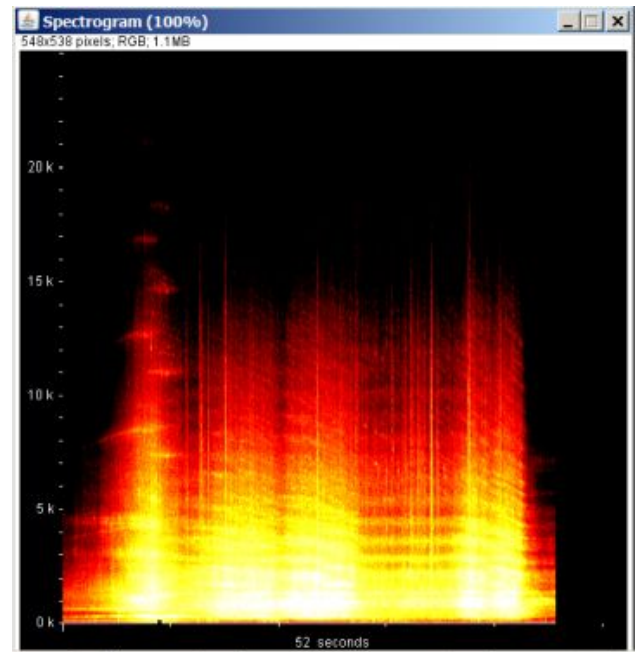 Spectrogram (100%)
548x538 pixels; RGB; 1.1MB
20 k
15 k
10 k
5 k
0 k
52 seconds